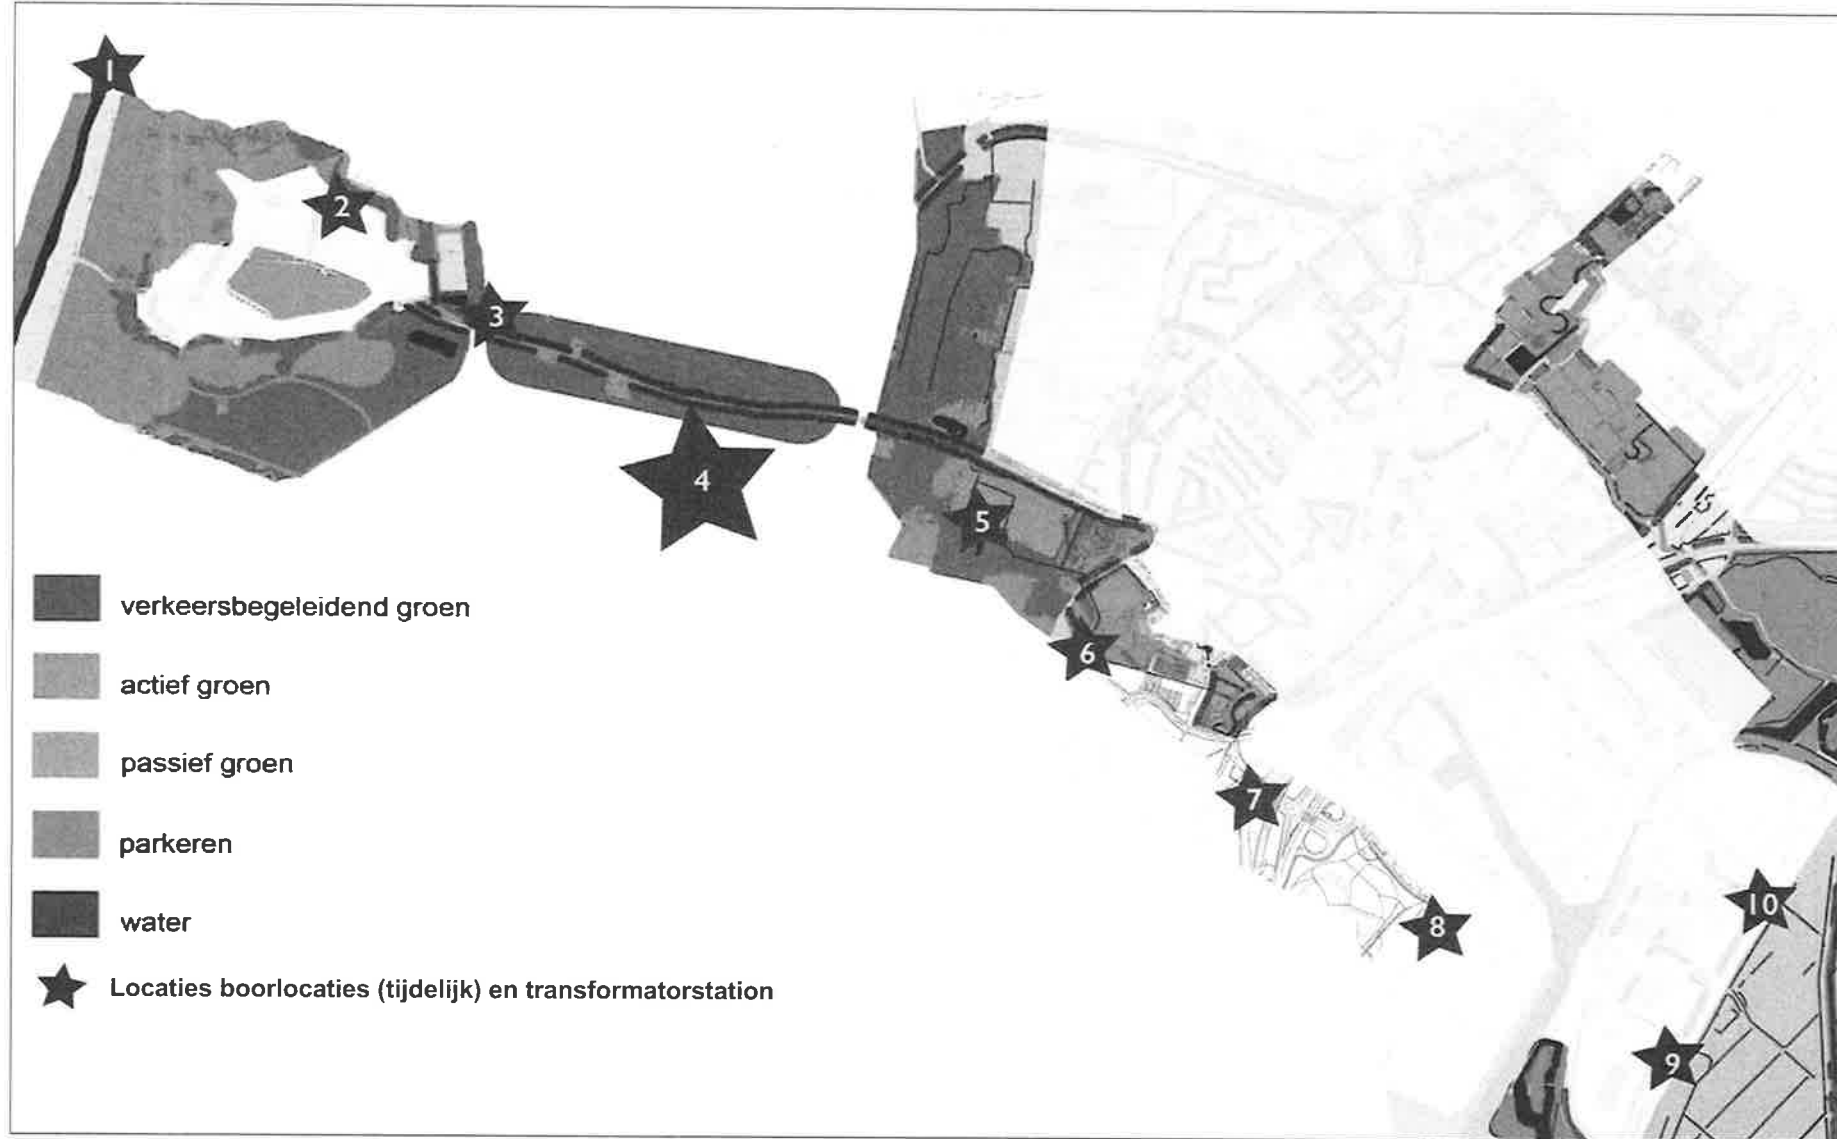 1
2
3
4
5
6
7
8
9
10
verkeersbegeleidend groen
actief groen
passief groen
parkeren
water
Locaties boorlocaties (tijdelijk) en transformatorstation